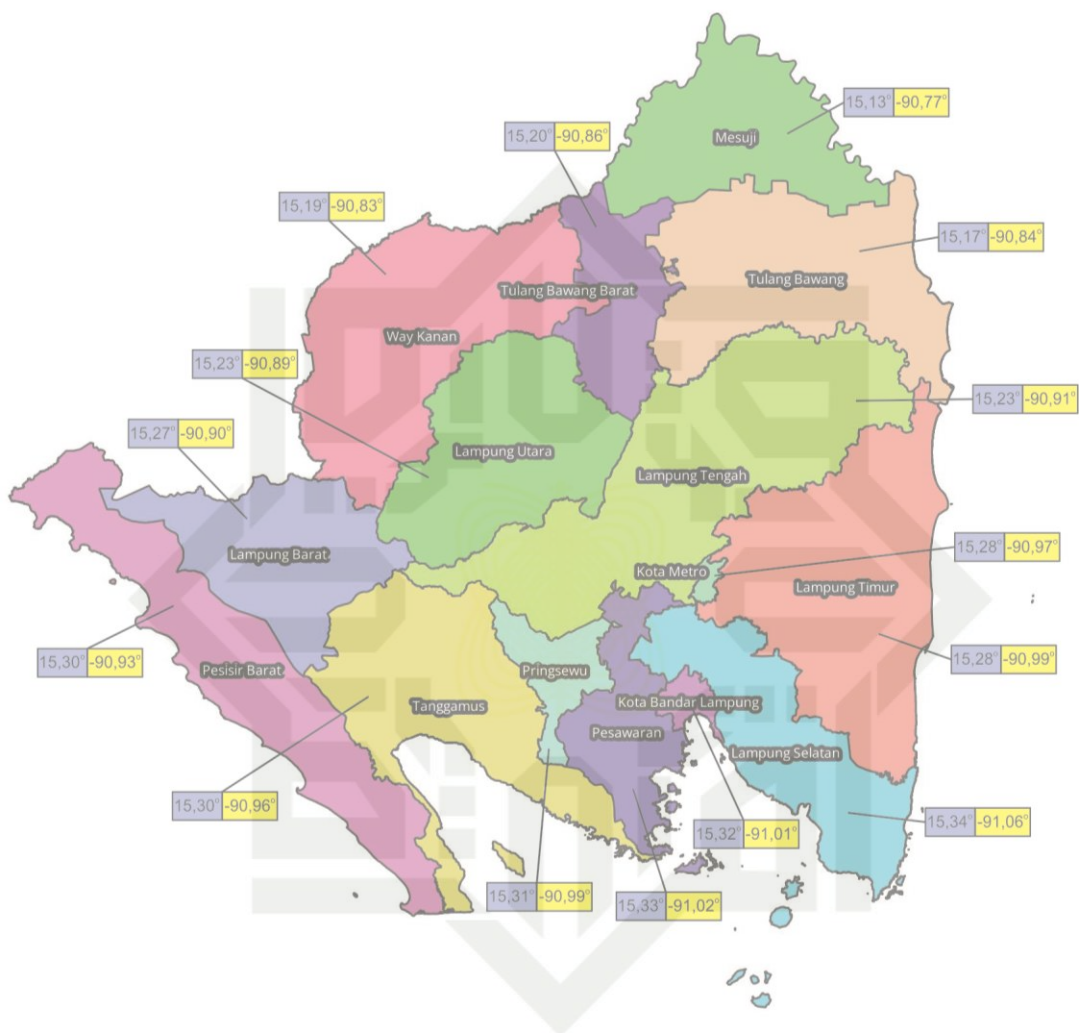 15,13° -90,77°
15,20° -90,86°
Mesuji
15,19° -90,83°
15,17° -90,84°
Tulang Bawang
Tulang Bawang Barat
Way Kanan
15,23° -90,89°
15,23° -90,91°
15,27° -90,90°
Lampung Utara
Lampung Tengah
15,28° -90,97°
Lampung Barat
Kota Metro
Lampung Timur
15,30° -90,93°
15,28° -90,99°
Pesisir Barat
Pringsewu
Tanggamus
Kota Bandar Lampung
Pesawaran
Lampung Selatan
15,30° -90,96°
15,32° -91,01°
15,34° -91,06°
15,31° -90,99°
15,33° -91,02°